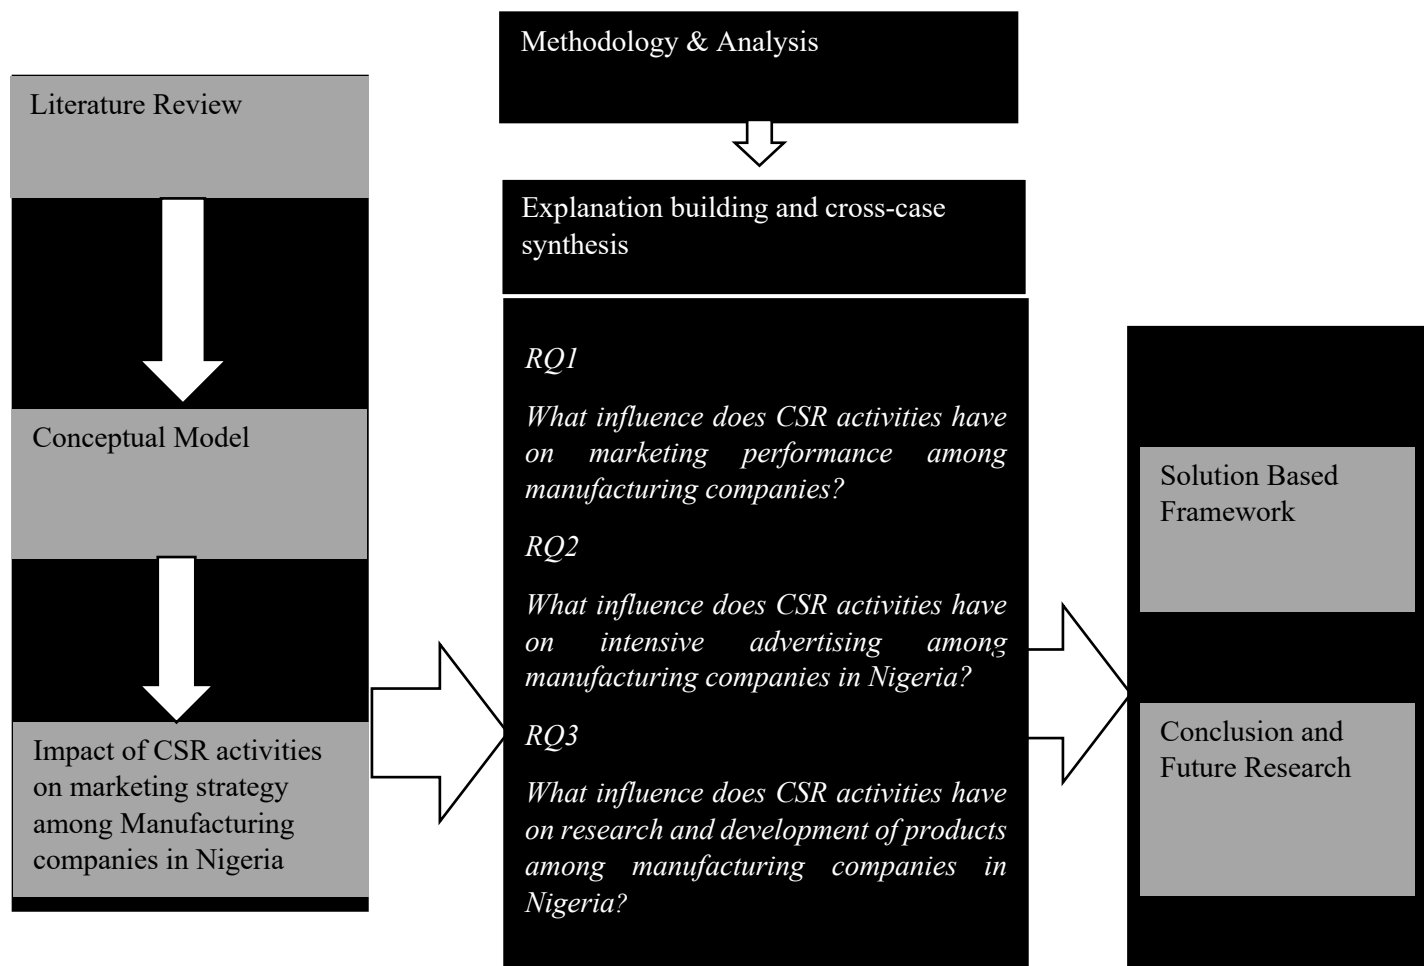 Methodology & Analysis
Literature Review
Explanation building and cross-case
synthesis
RQ1
What influence does CSR activities have
on marketing performance among
manufacturing companies?
Conceptual Model
RQ2
What influence does CSR activities have
on intensive advertising among
manufacturing companies in Nigeria?
RQ3
What influence does CSR activities have
on research and development of products
among manufacturing companies in
Nigeria?
Impact of CSR activities
on marketing strategy
among Manufacturing
companies in Nigeria
Solution Based
Framework
Conclusion and
Future Research